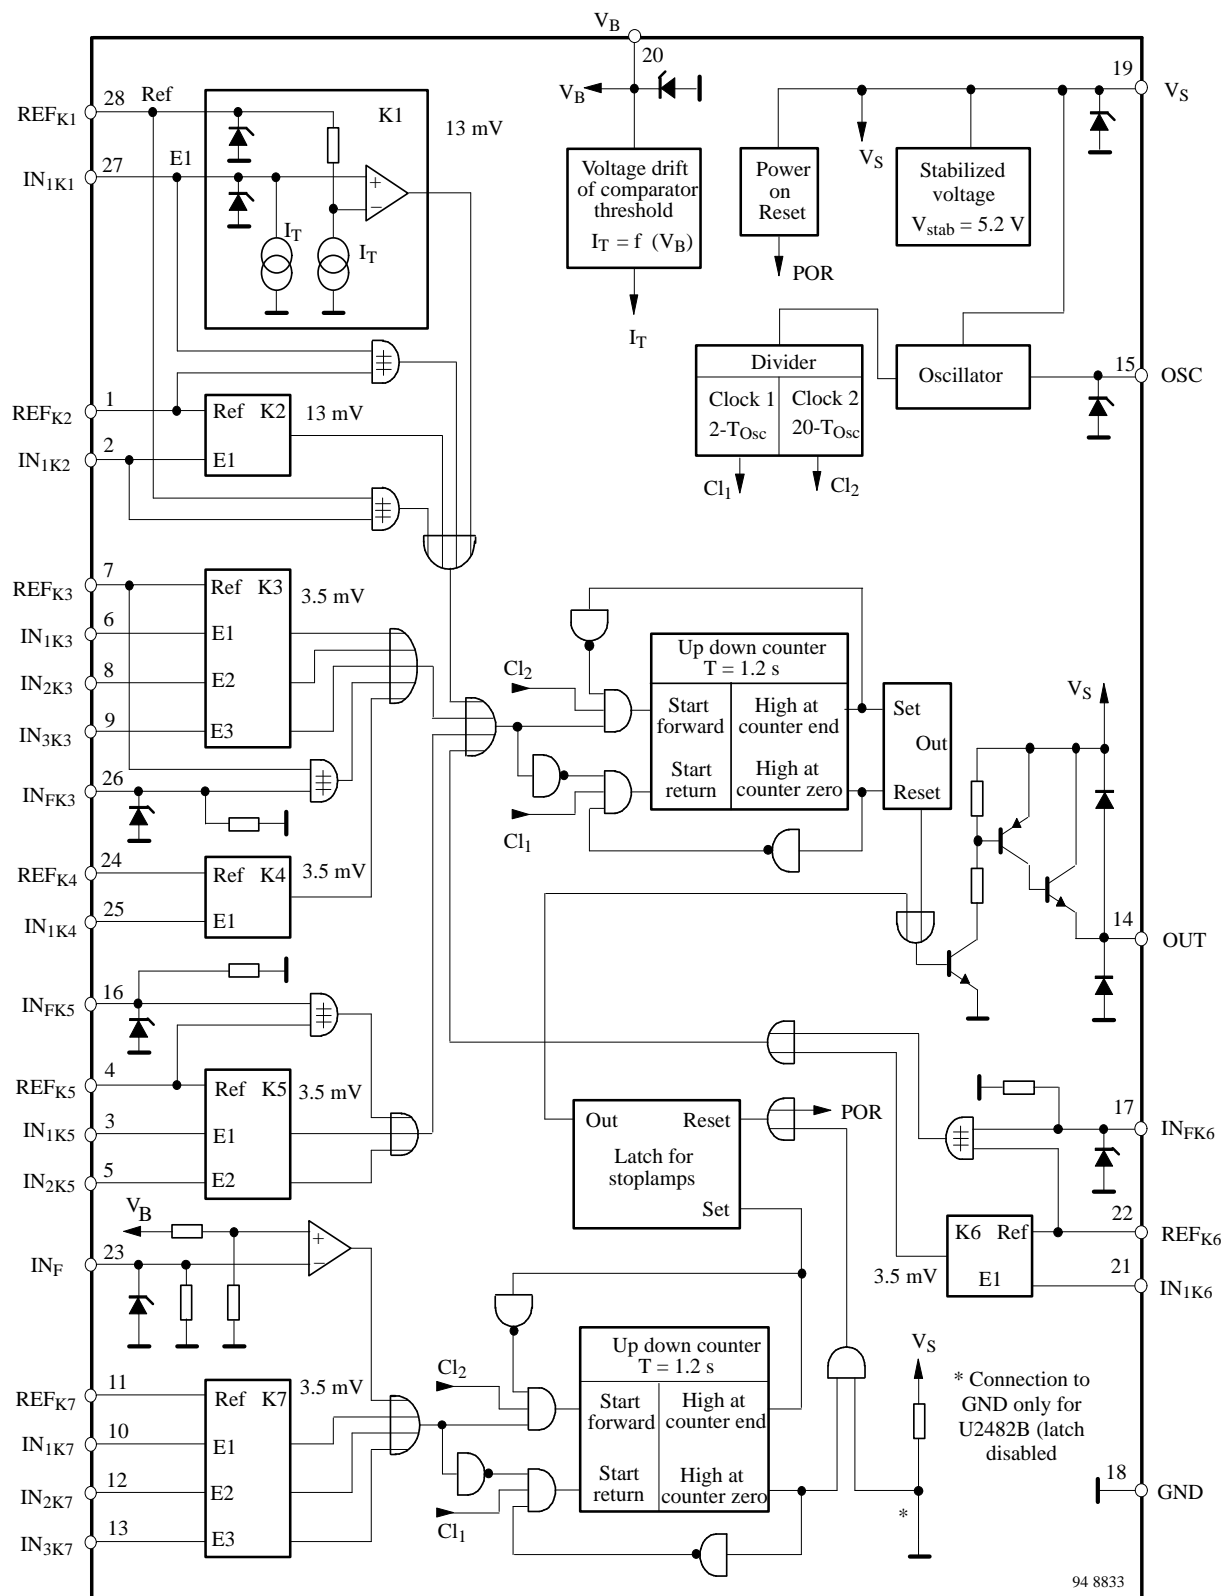 V_B
20
V_B
19
V_S
28 Ref
REF_K1
K1
13 mV
27
E1
IN_1K1
+
−
I_T
I_T
Voltage drift
of comparator
threshold
I_T = f (V_B)
I_T
Power
on
Reset
POR
V_S
Stabilized
voltage
V_stab = 5.2 V
Divider
Clock 1
2-T_Osc
Clock 2
20-T_Osc
Cl_1
Cl_2
Oscillator
15
OSC
1
REF_K2
Ref K2
13 mV
2
IN_1K2
E1
7
REF_K3
Ref K3
3.5 mV
6
IN_1K3
E1
8
IN_2K3
E2
9
IN_3K3
E3
26
IN_FK3
24
REF_K4
Ref K4
3.5 mV
25
IN_1K4
E1
Cl_2
Cl_1
Up down counter
T = 1.2 s
Start
forward
High at
counter end
Start
return
High at
counter zero
Set
Out
Reset
V_S
14
OUT
16
IN_FK5
4
REF_K5
Ref K5
3.5 mV
3
IN_1K5
E1
5
IN_2K5
E2
Out
Reset
Latch for
stoplamps
Set
POR
17
IN_FK6
K6 Ref
E1
3.5 mV
22
REF_K6
21
IN_1K6
V_B
23
IN_F
+
−
11
REF_K7
Ref K7
3.5 mV
10
IN_1K7
E1
12
IN_2K7
E2
13
IN_3K7
E3
Cl_2
Cl_1
Up down counter
T = 1.2 s
Start
forward
High at
counter end
Start
return
High at
counter zero
V_S
*
* Connection to
GND only for
U2482B (latch
disabled
18
GND
94 8833